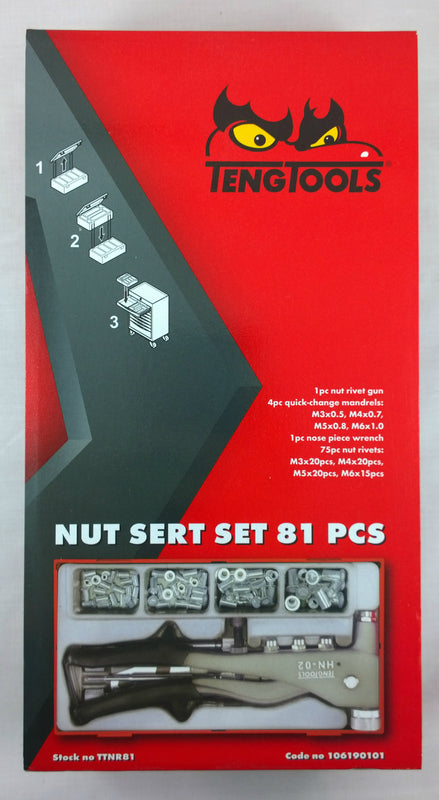 TENGTOOLS
1
2
3
1pc nut rivet gun
4pc quick-change mandrels:
M3x0.5, M4x0.7,
M5x0.8, M6x1.0
1pc nose piece wrench
75pc nut rivets:
M3x20pcs, M4x20pcs,
M5x20pcs, M6x15pcs
NUT SERT SET 81 PCS
TENGTOOLS
HN-02
Stock no TTNR81
Code no 106190101